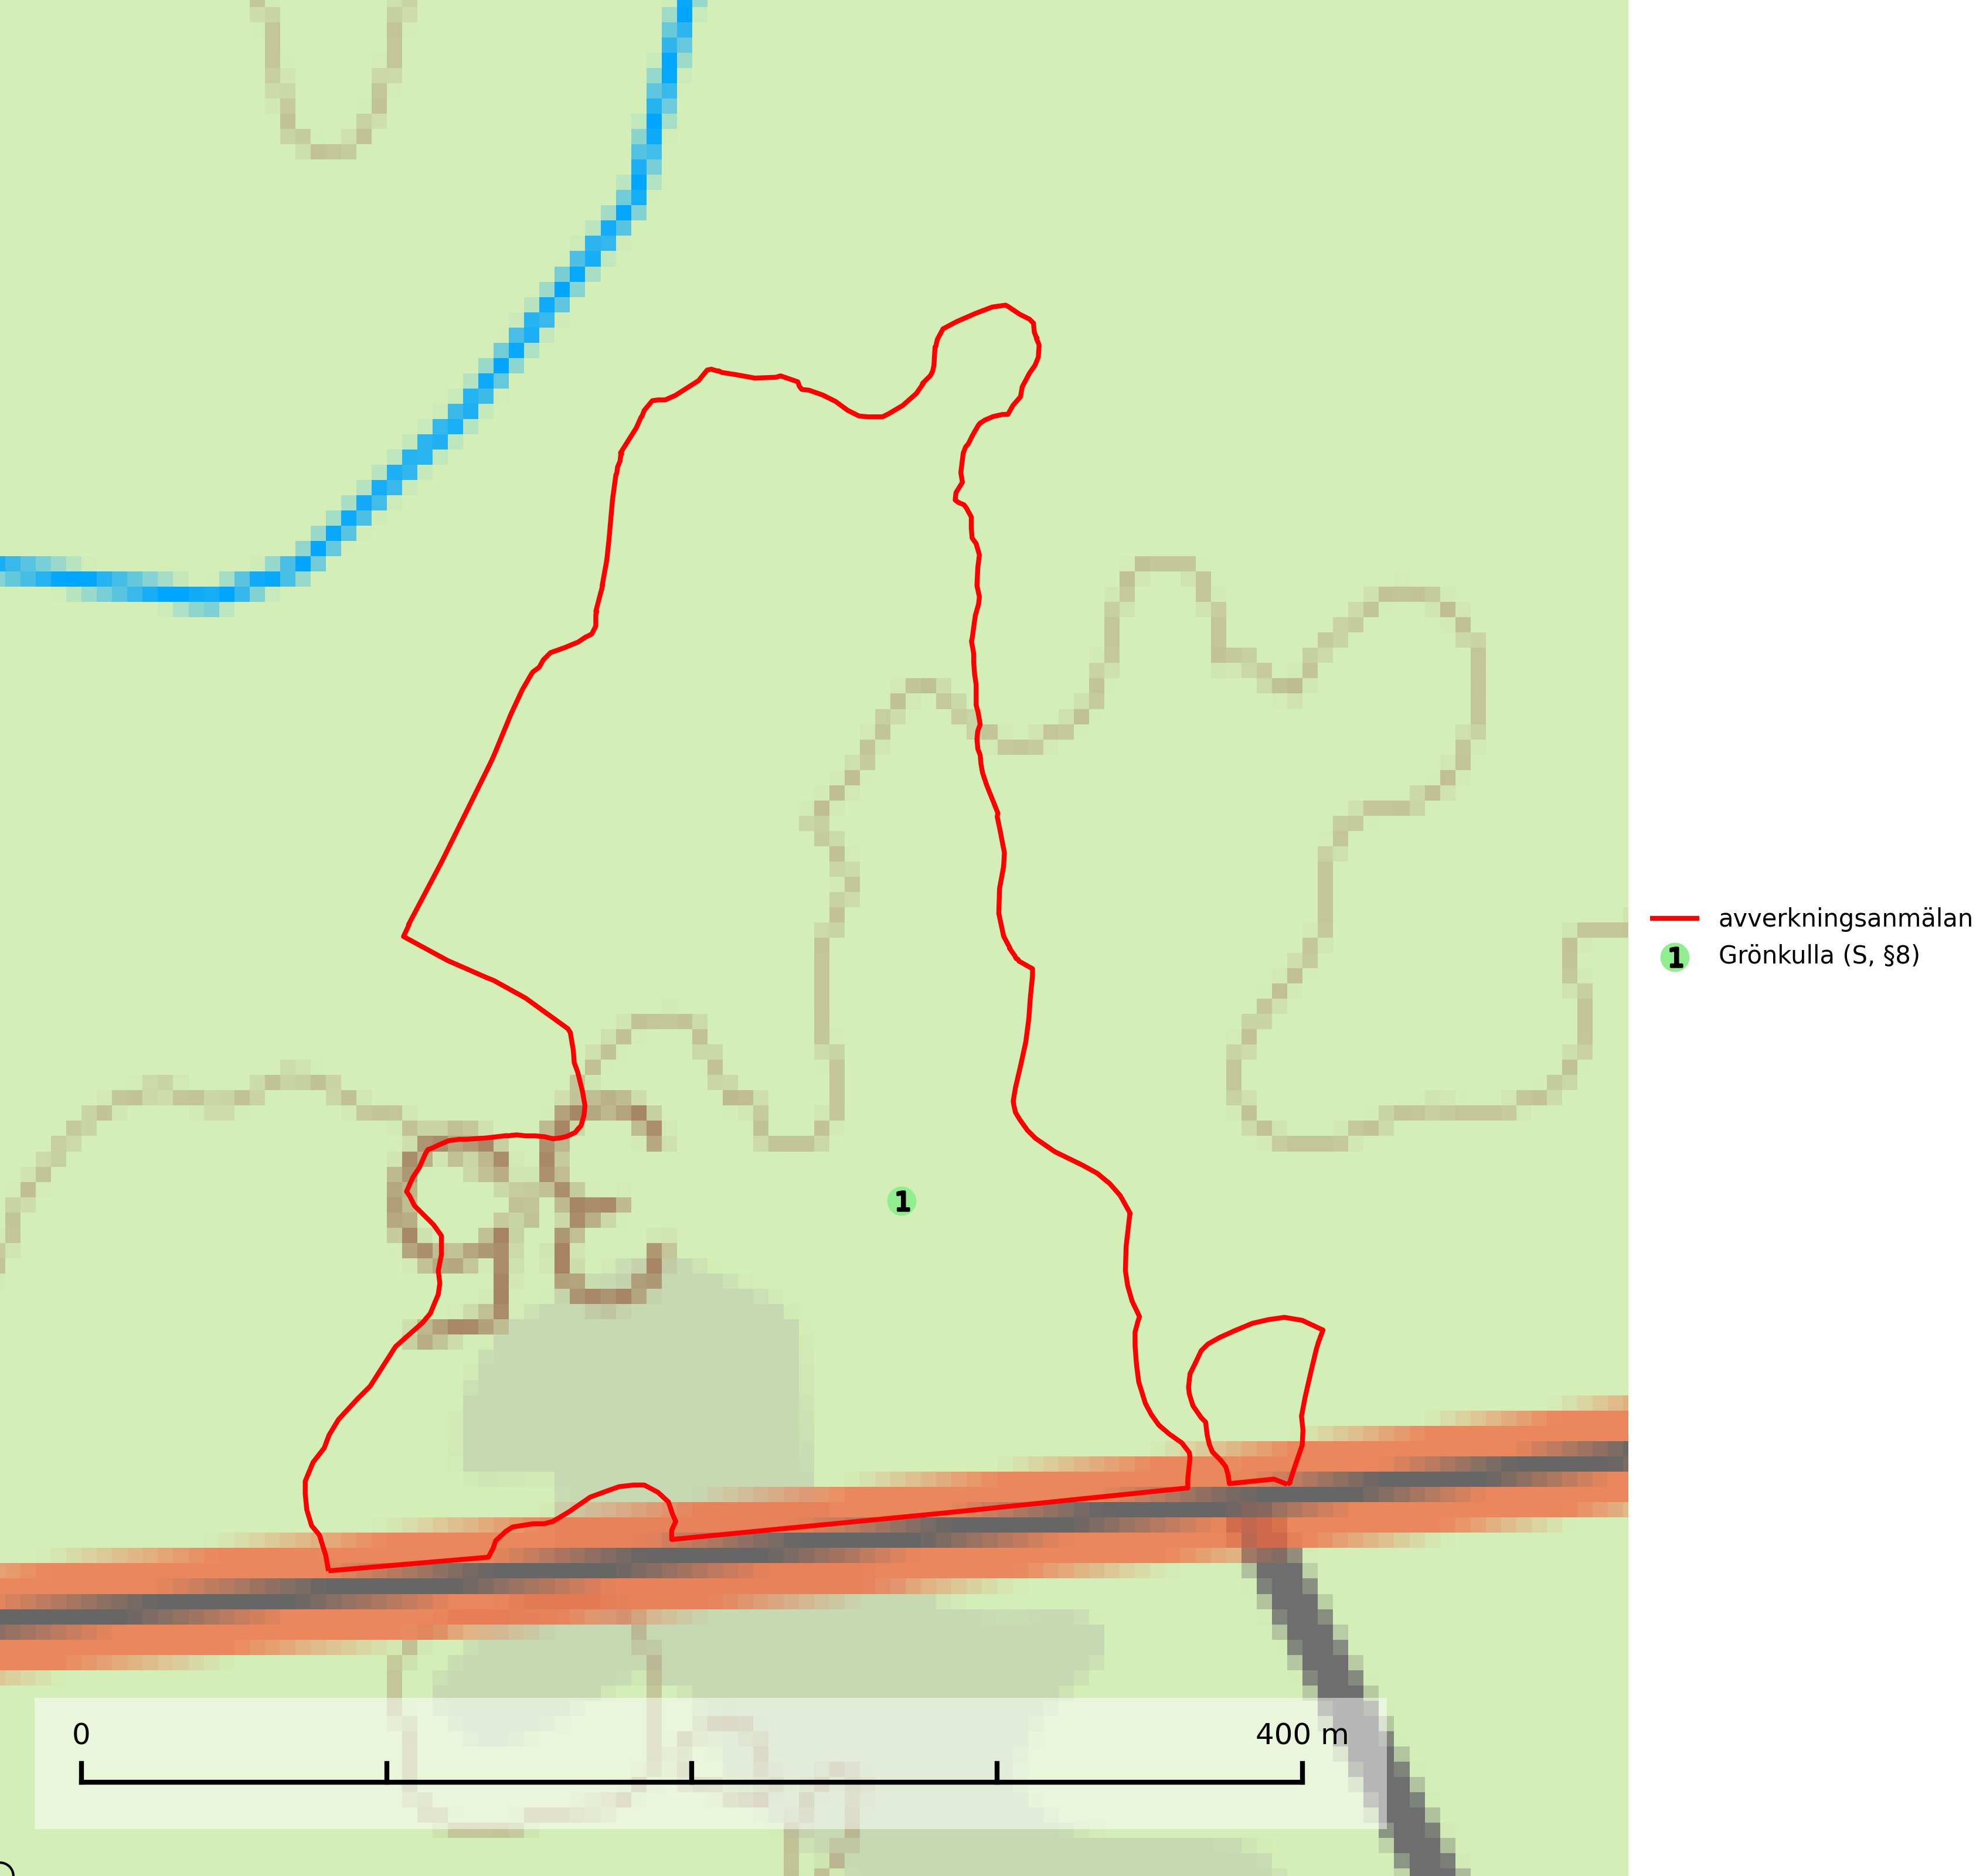 avverkningsanmälan
1 Grönkulla (S, §8)
1
0 400 m